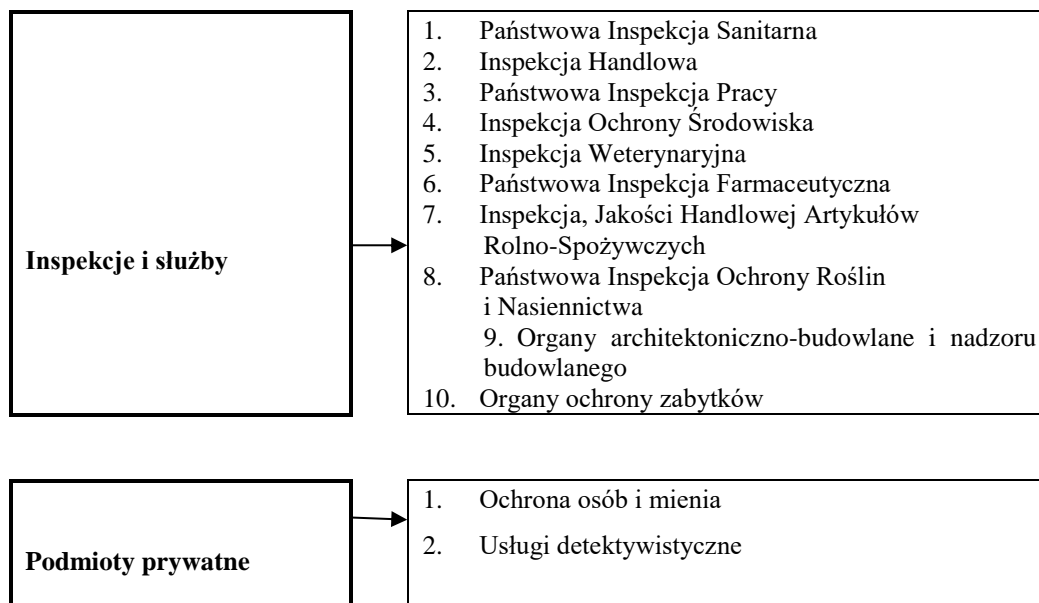 Inspekcje i służby
1. Państwowa Inspekcja Sanitarna
2. Inspekcja Handlowa
3. Państwowa Inspekcja Pracy
4. Inspekcja Ochrony Środowiska
5. Inspekcja Weterynaryjna
6. Państwowa Inspekcja Farmaceutyczna
7. Inspekcja, Jakości Handlowej Artykułów
Rolno-Spożywczych
8. Państwowa Inspekcja Ochrony Roślin
i Nasiennictwa
9. Organy architektoniczno-budowlane i nadzoru
budowlanego
10. Organy ochrony zabytków
Podmioty prywatne
1. Ochrona osób i mienia
2. Usługi detektywistyczne